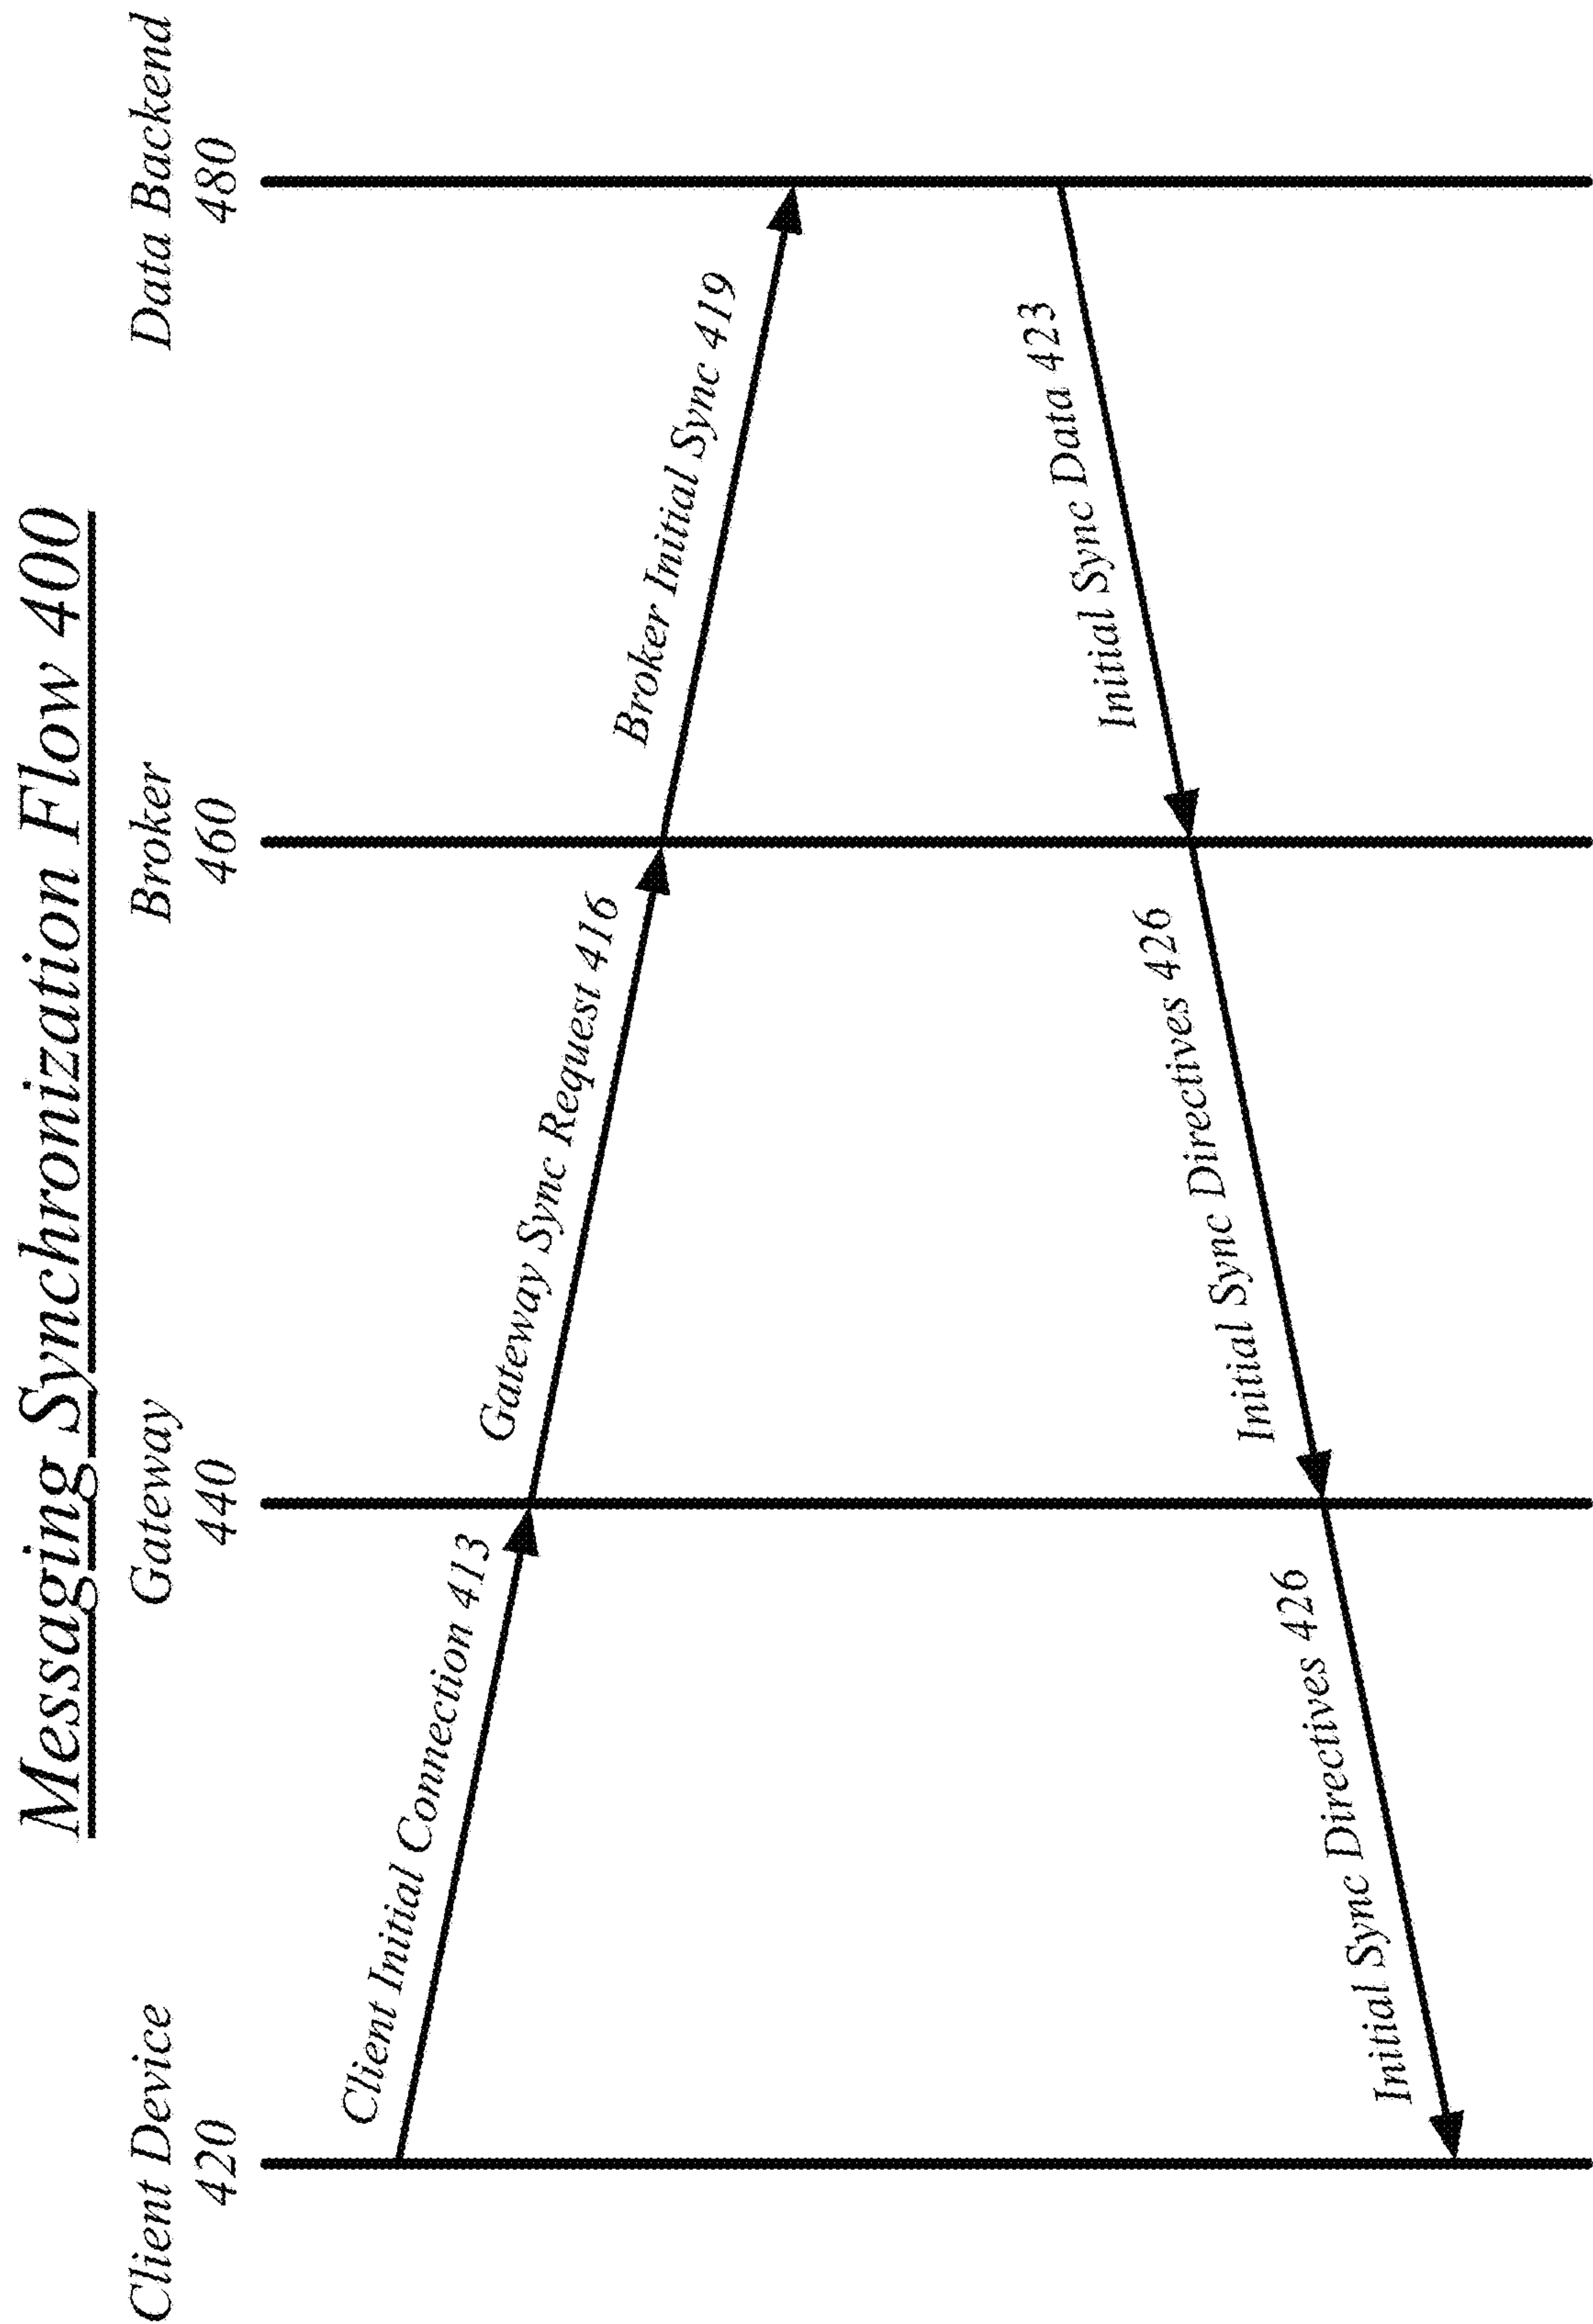 Messaging Synchronization Flow 400
Client Device
420
Gateway
440
Broker
460
Data Backend
480
Client Initial Connection 413
Gateway Sync Request 416
Broker Initial Sync 419
Initial Sync Data 423
Initial Sync Directives 426
Initial Sync Directives 426